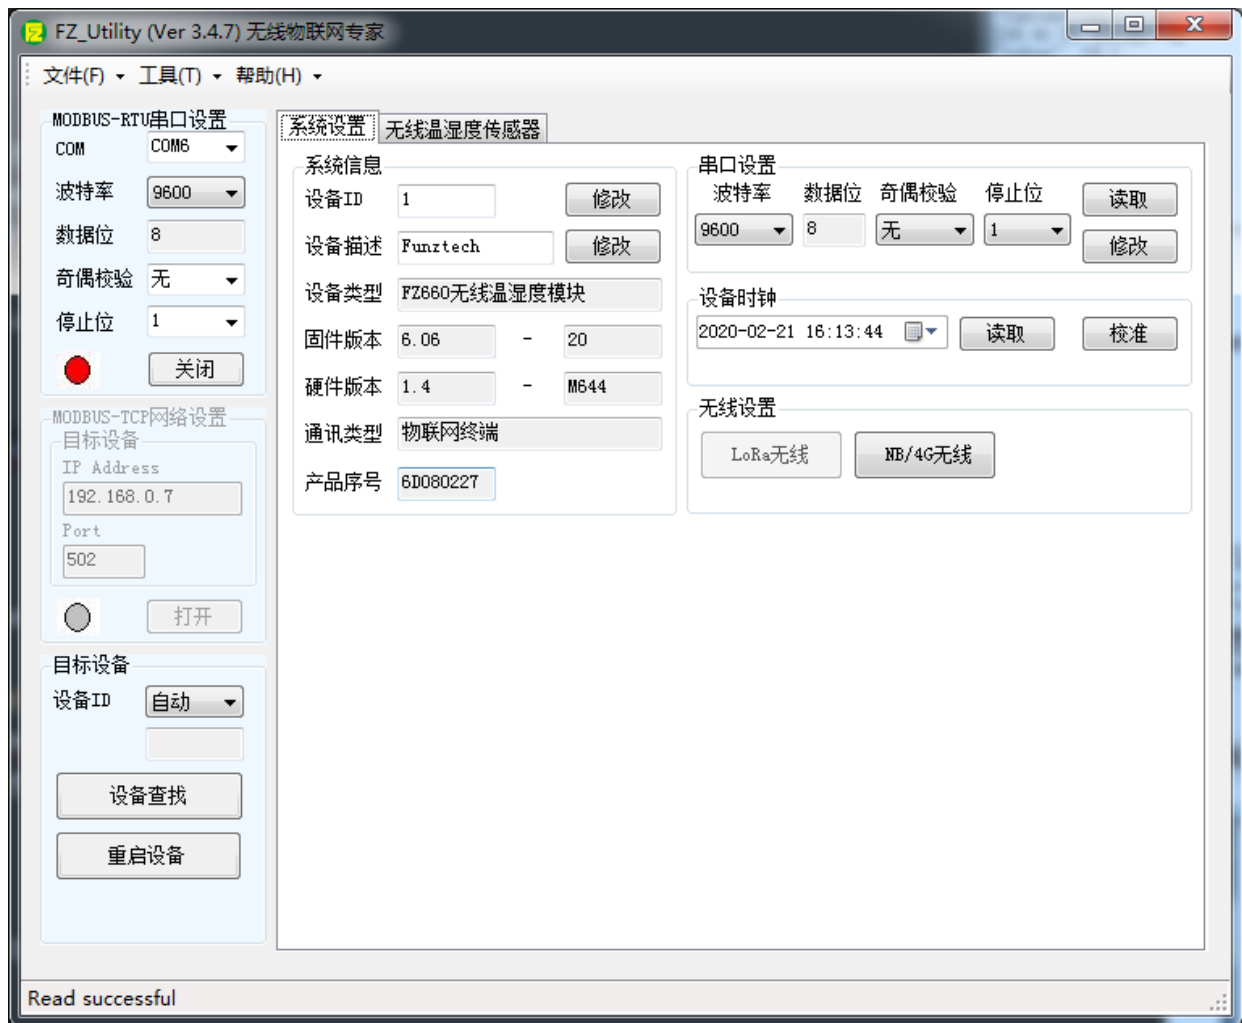 FZ_Utility (Ver 3.4.7) 无线物联网专家
文件(F) 工具(T) 帮助(H)
MODBUS-RTU串口设置
COM COM6
波特率 9600
数据位 8
奇偶校验 无
停止位 1
关闭
MODBUS-TCP网络设置
目标设备
IP Address
192.168.0.7
Port
502
打开
目标设备
设备ID 自动
设备查找
重启设备
系统设置 无线温湿度传感器
系统信息
设备ID 1 修改
设备描述 Funztech 修改
设备类型 FZ660无线温湿度模块
固件版本 6.06 - 20
硬件版本 1.4 - M644
通讯类型 物联网终端
产品序号 6D080227
串口设置
波特率 数据位 奇偶校验 停止位 读取
9600 8 无 1 修改
设备时钟
2020-02-21 16:13:44 读取 校准
无线设置
LoRa无线 NB/4G无线
Read successful